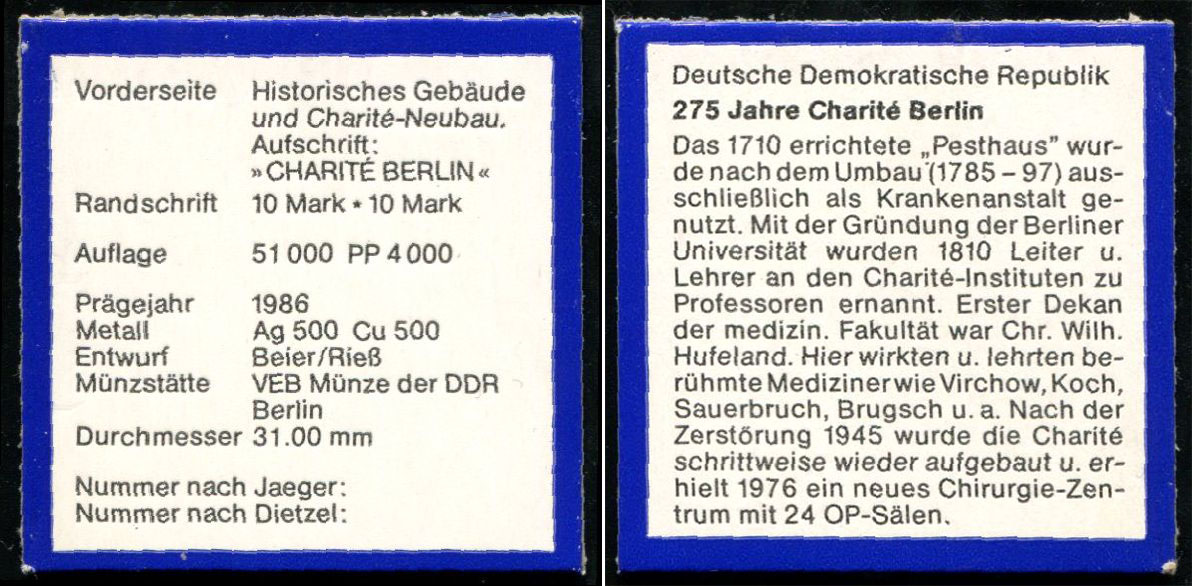 Vorderseite Historisches Gebäude
und Charité-Neubau.
Aufschrift:
»CHARITÉ BERLIN«
Randschrift 10 Mark * 10 Mark
Auflage 51 000 PP 4 000
Prägejahr 1986
Metall Ag 500 Cu 500
Entwurf Beier/Rieß
Münzstätte VEB Münze der DDR
Berlin
Durchmesser 31.00 mm
Nummer nach Jaeger:
Nummer nach Dietzel:
Deutsche Demokratische Republik
275 Jahre Charité Berlin
Das 1710 errichtete „Pesthaus” wur-
de nach dem Umbau (1785 – 97) aus-
schließlich als Krankenanstalt ge-
nutzt. Mit der Gründung der Berliner
Universität wurden 1810 Leiter u.
Lehrer an den Charité-Instituten zu
Professoren ernannt. Erster Dekan
der medizin. Fakultät war Chr. Wilh.
Hufeland. Hier wirkten u. lehrten be-
rühmte Mediziner wie Virchow, Koch,
Sauerbruch, Brugsch u. a. Nach der
Zerstörung 1945 wurde die Charité
schrittweise wieder aufgebaut u. er-
hielt 1976 ein neues Chirurgie-Zen-
trum mit 24 OP-Sälen.